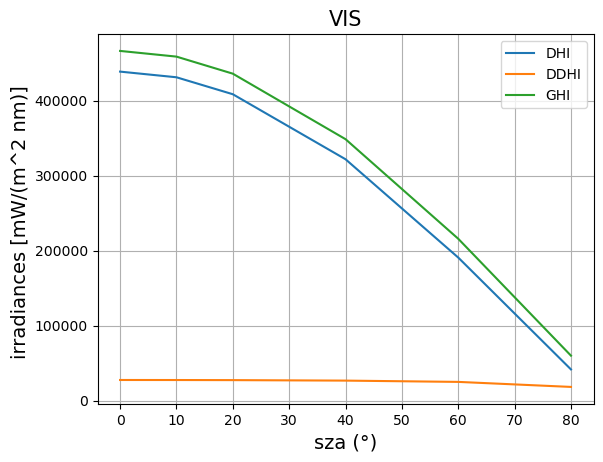 VIS
DHI
DDHI
GHI
irradiances [mW/(m^2 nm)]
400000
300000
200000
100000
0
0 10 20 30 40 50 60 70 80
sza (°)